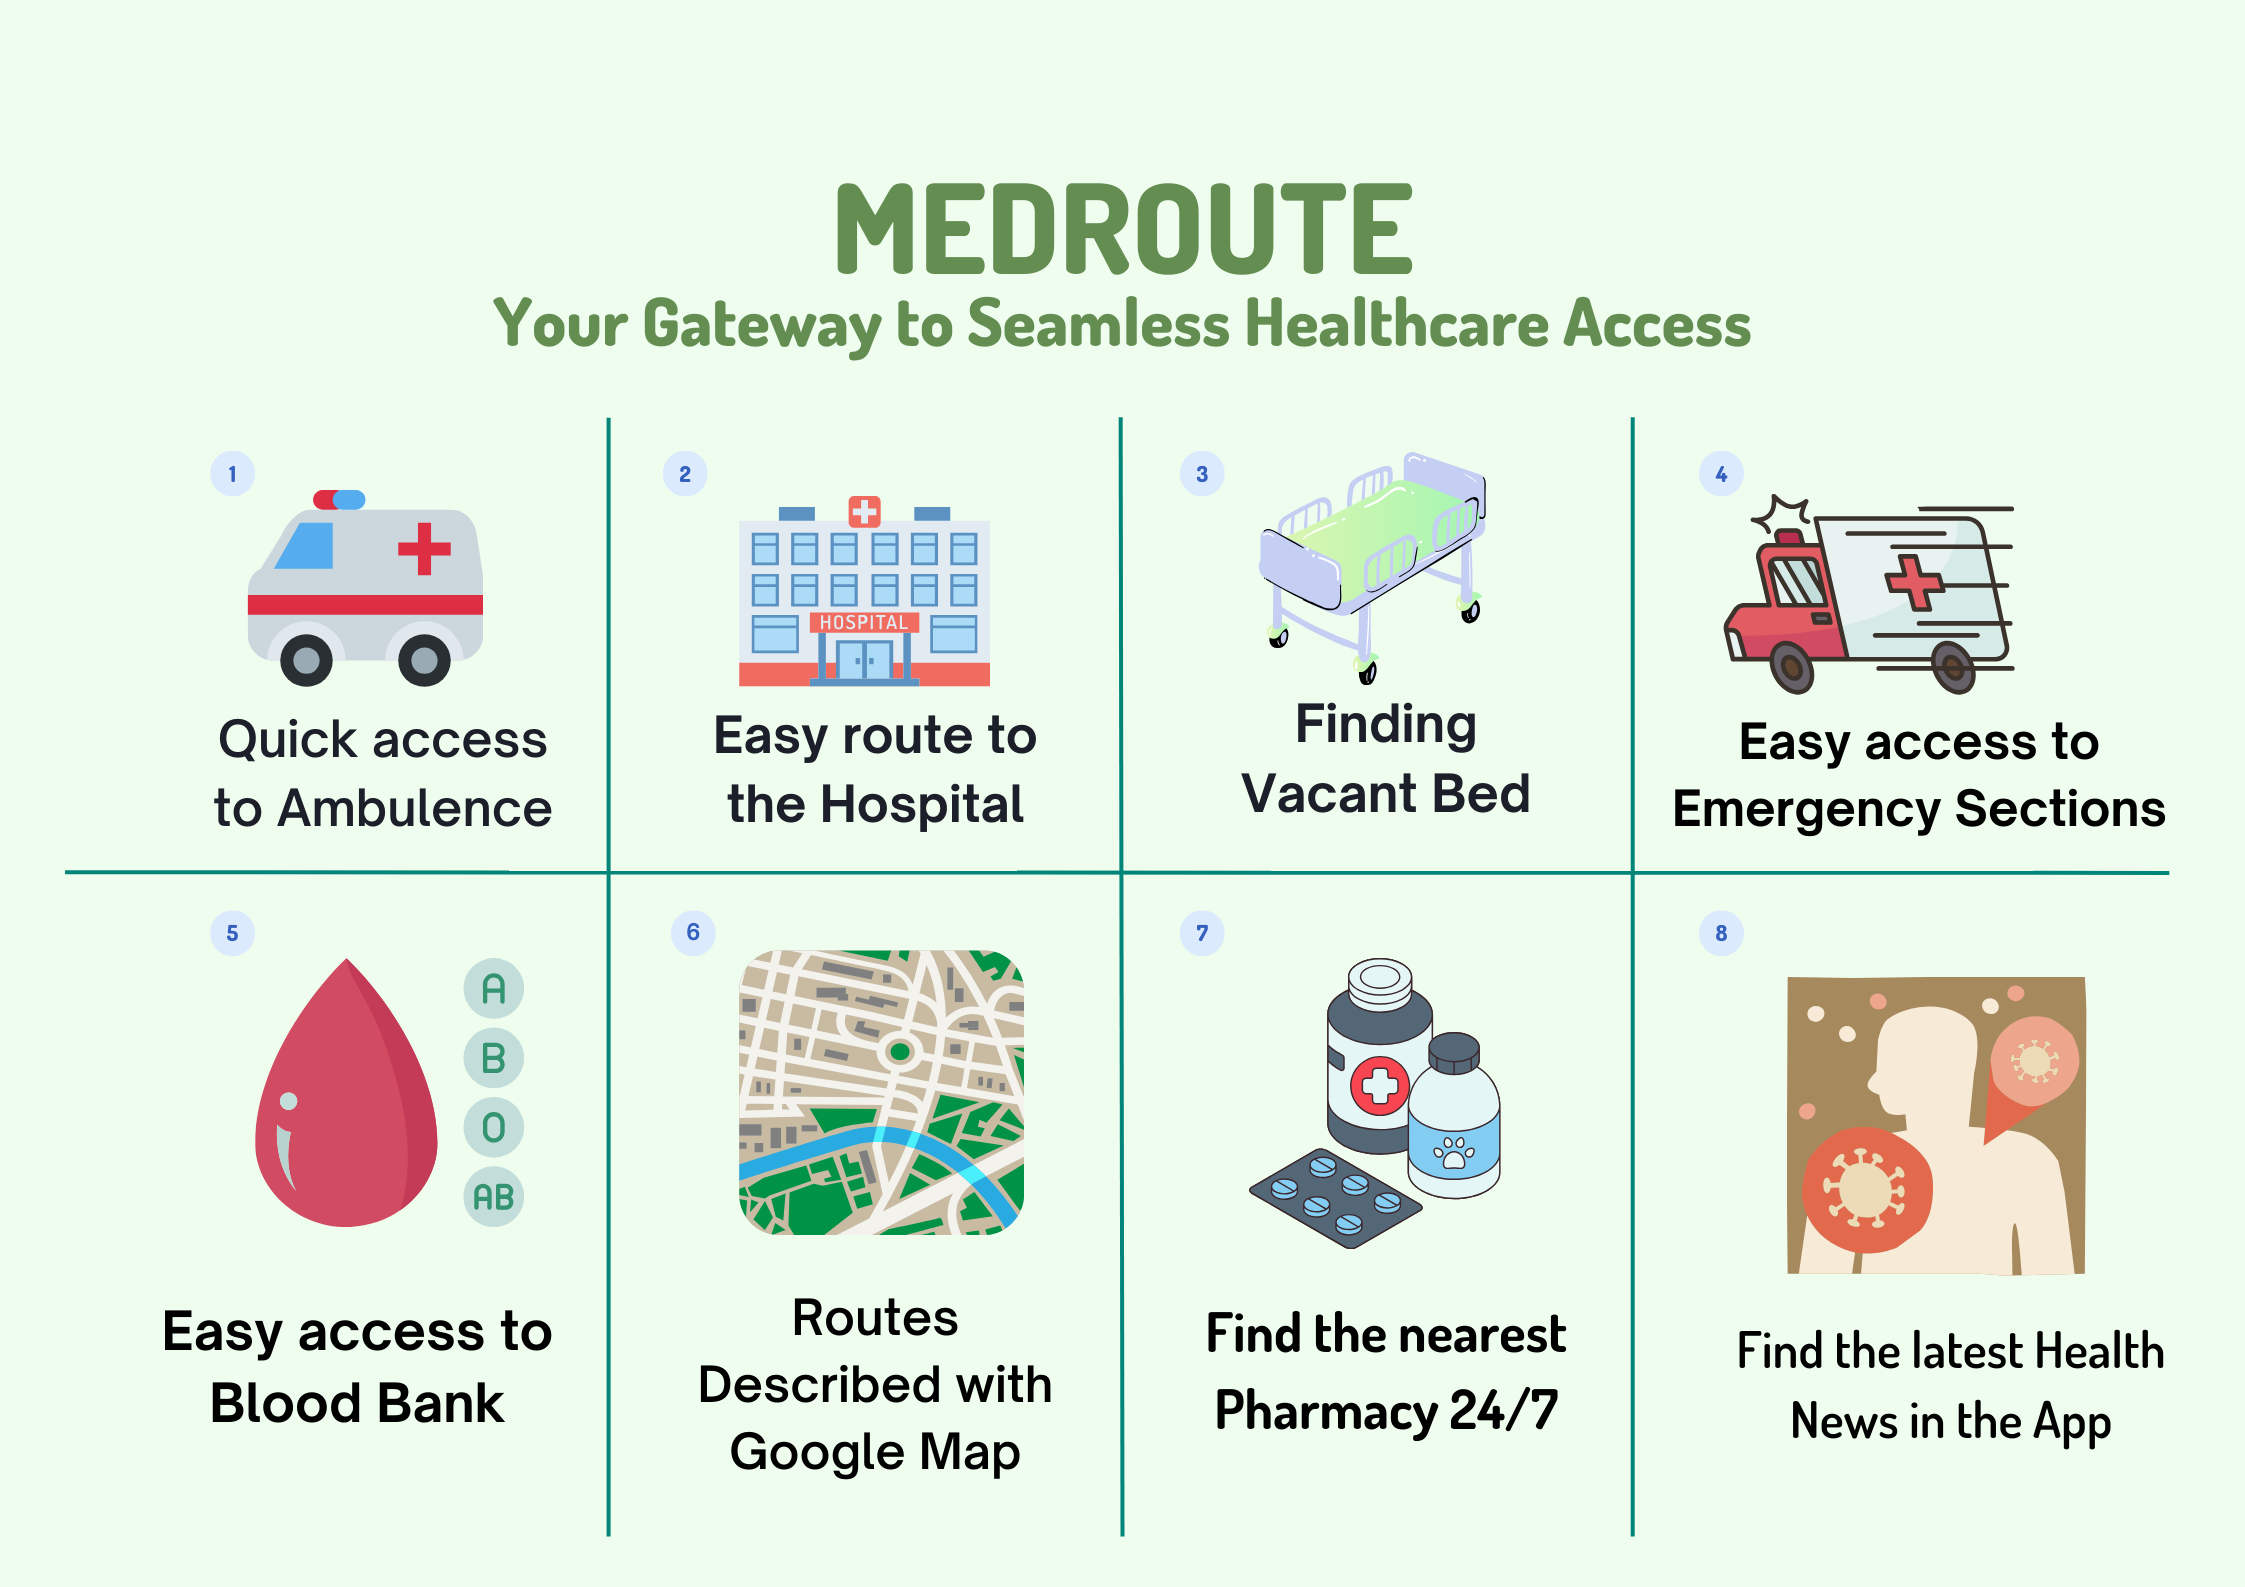 MEDROUTE
Your Gateway to Seamless Healthcare Access
1
Quick access
to Ambulence
2
HOSPITAL
Easy route to
the Hospital
3
Finding
Vacant Bed
4
Easy access to
Emergency Sections
5
A
B
O
AB
Easy access to
Blood Bank
6
Routes
Described with
Google Map
7
Find the nearest
Pharmacy 24/7
8
Find the latest Health
News in the App